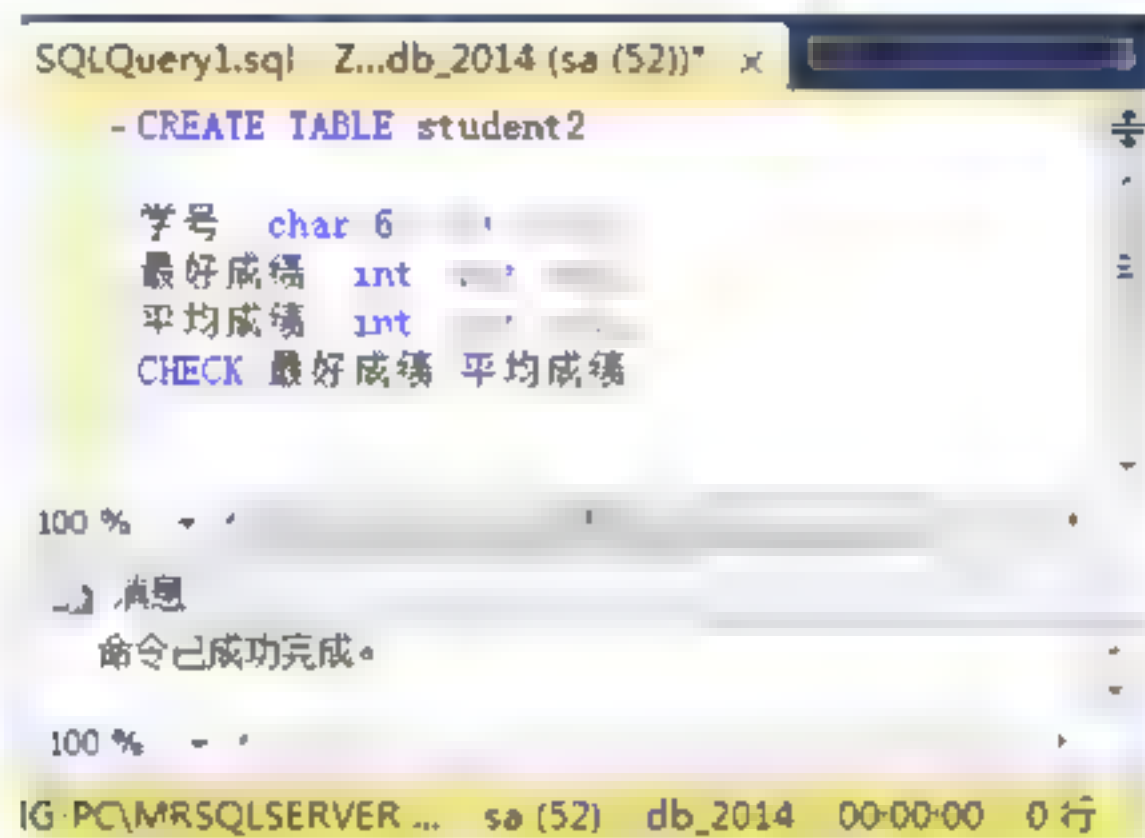 SQLQuery1.sql Z...db_2014 (sa (52))* ×
- CREATE TABLE student2
学号 char 6
最好成绩 int
平均成绩 int
CHECK 最好成绩 平均成绩
100 %
消息
命令已成功完成。
100 %
IG-PC\MRSQLSERVER ... sa (52) db_2014 00:00:00 0 行